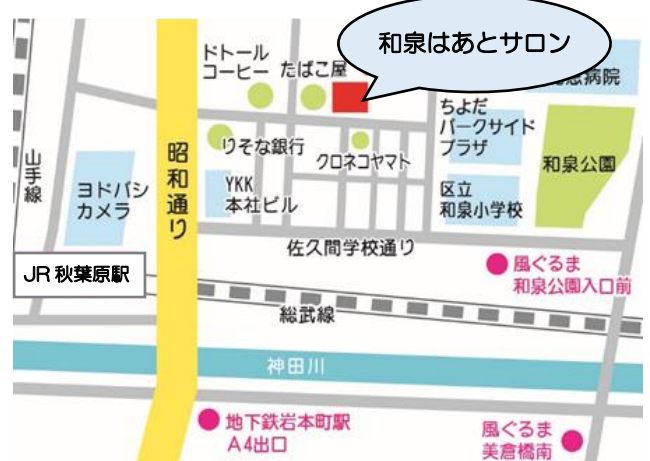 和泉はあとサロン
ドトール
コーヒー
たばこ屋
病院
ちよだ
パークサイド
プラザ
和泉公園
りそな銀行
クロネコヤマト
昭和通り
山手線
ヨドバシ
カメラ
YKK
本社ビル
区立
和泉小学校
佐久間学校通り
JR 秋葉原駅
風ぐるま
和泉公園入口前
総武線
神田川
地下鉄岩本町駅
A4出口
風ぐるま
美倉橋南